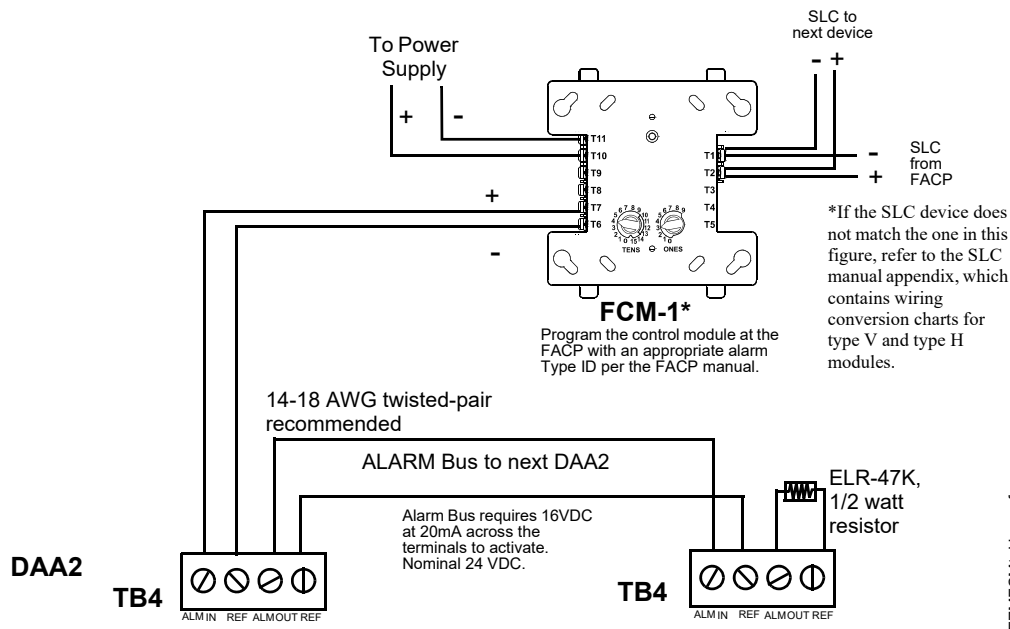 SLC to
next device
- +
To Power
Supply
+ -
T11
T10
T9
T8
T7
T6
T1
T2
T3
T4
T5
- SLC
from
+ FACP
+
-
TENS
ONES
*If the SLC device does
not match the one in this
figure, refer to the SLC
manual appendix, which
contains wiring
conversion charts for
type V and type H
modules.
FCM-1*
Program the control module at the
FACP with an appropriate alarm
Type ID per the FACP manual.
14-18 AWG twisted-pair
recommended
ALARM Bus to next DAA2
Alarm Bus requires 16VDC
at 20mA across the
terminals to activate.
Nominal 24 VDC.
ELR-47K,
1/2 watt
resistor
DAA2
TB4
ALM IN REF ALMOUT REF
TB4
ALM IN REF ALMOUT REF